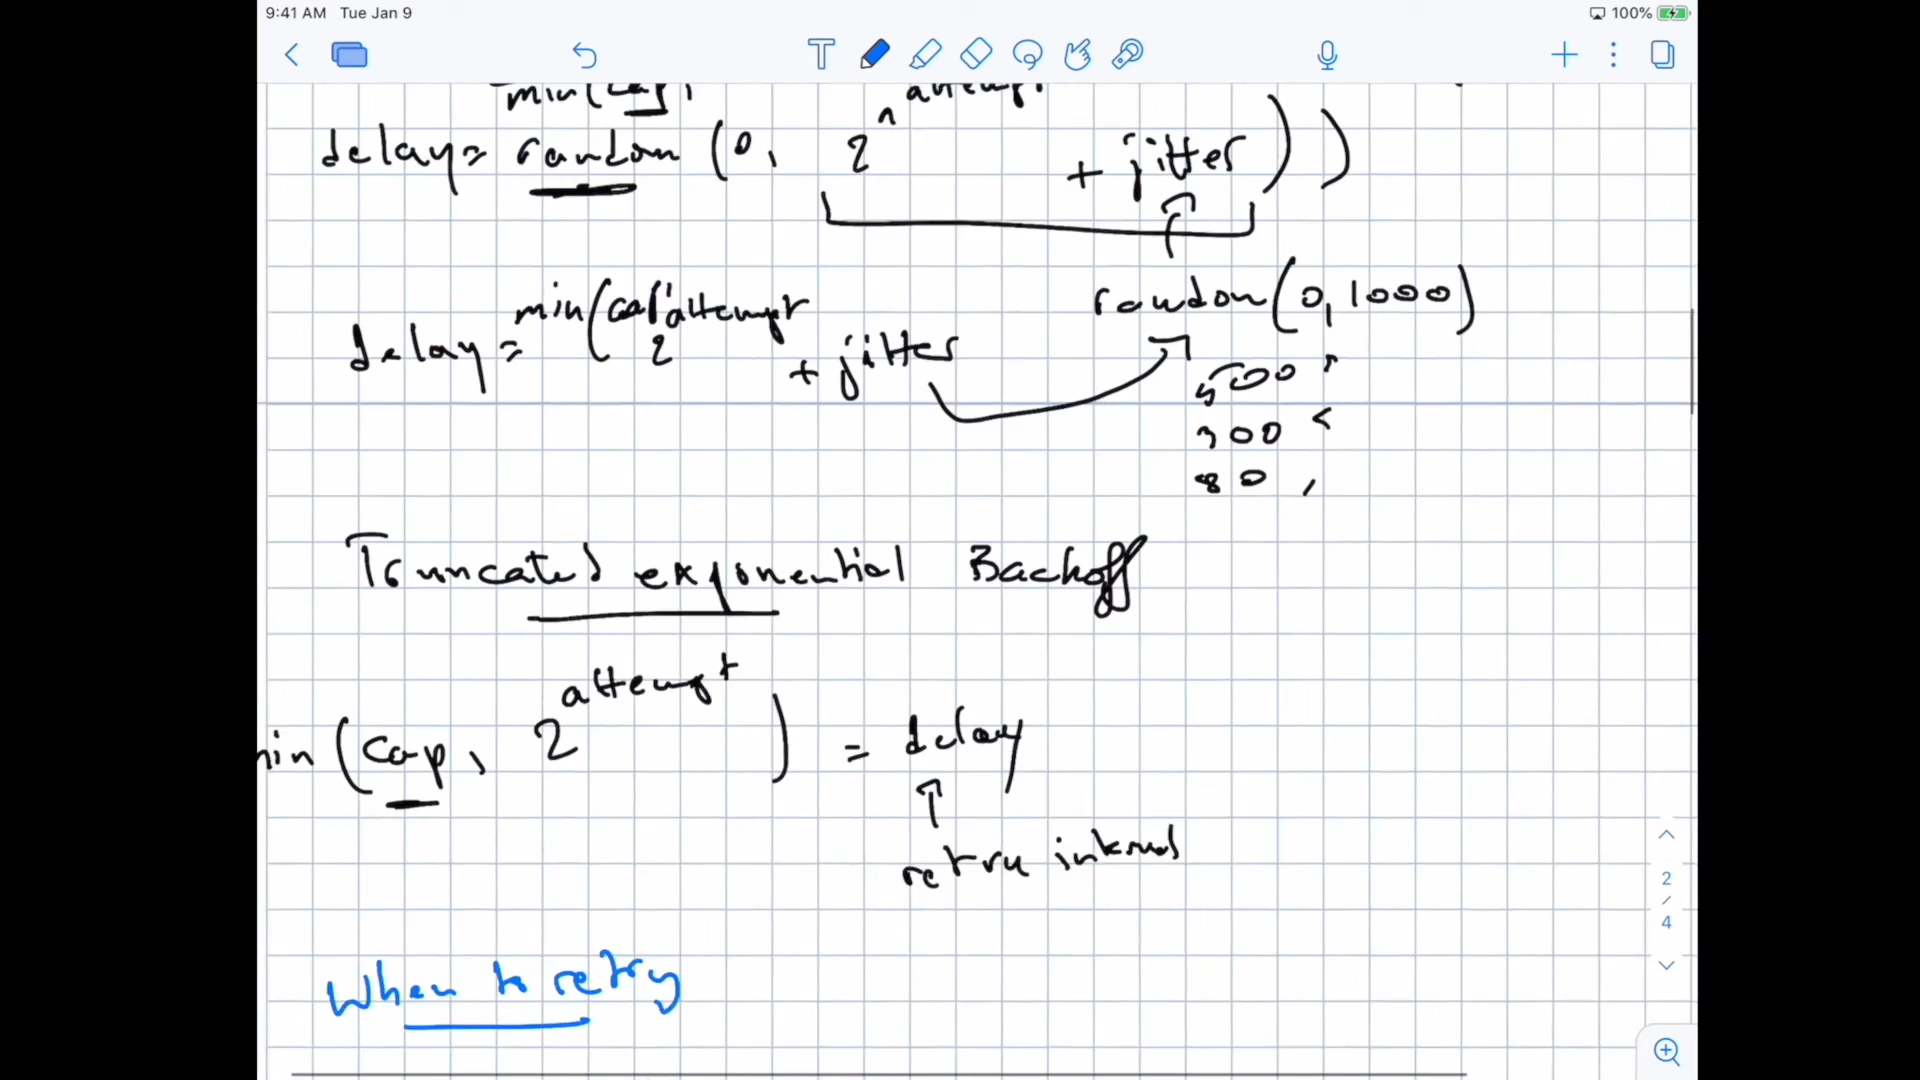 9:41 AM Tue Jan 9
100%
min(cap,
attempt
delay= random (0, 2^ + jitter))
random(0,1000)
delay= min(cap, 2 attempt + jitter
500
300
80
Truncated exponential Backoff
attempt
min (cap, 2 ) = delay
retry interval
2
/
4
When to retry